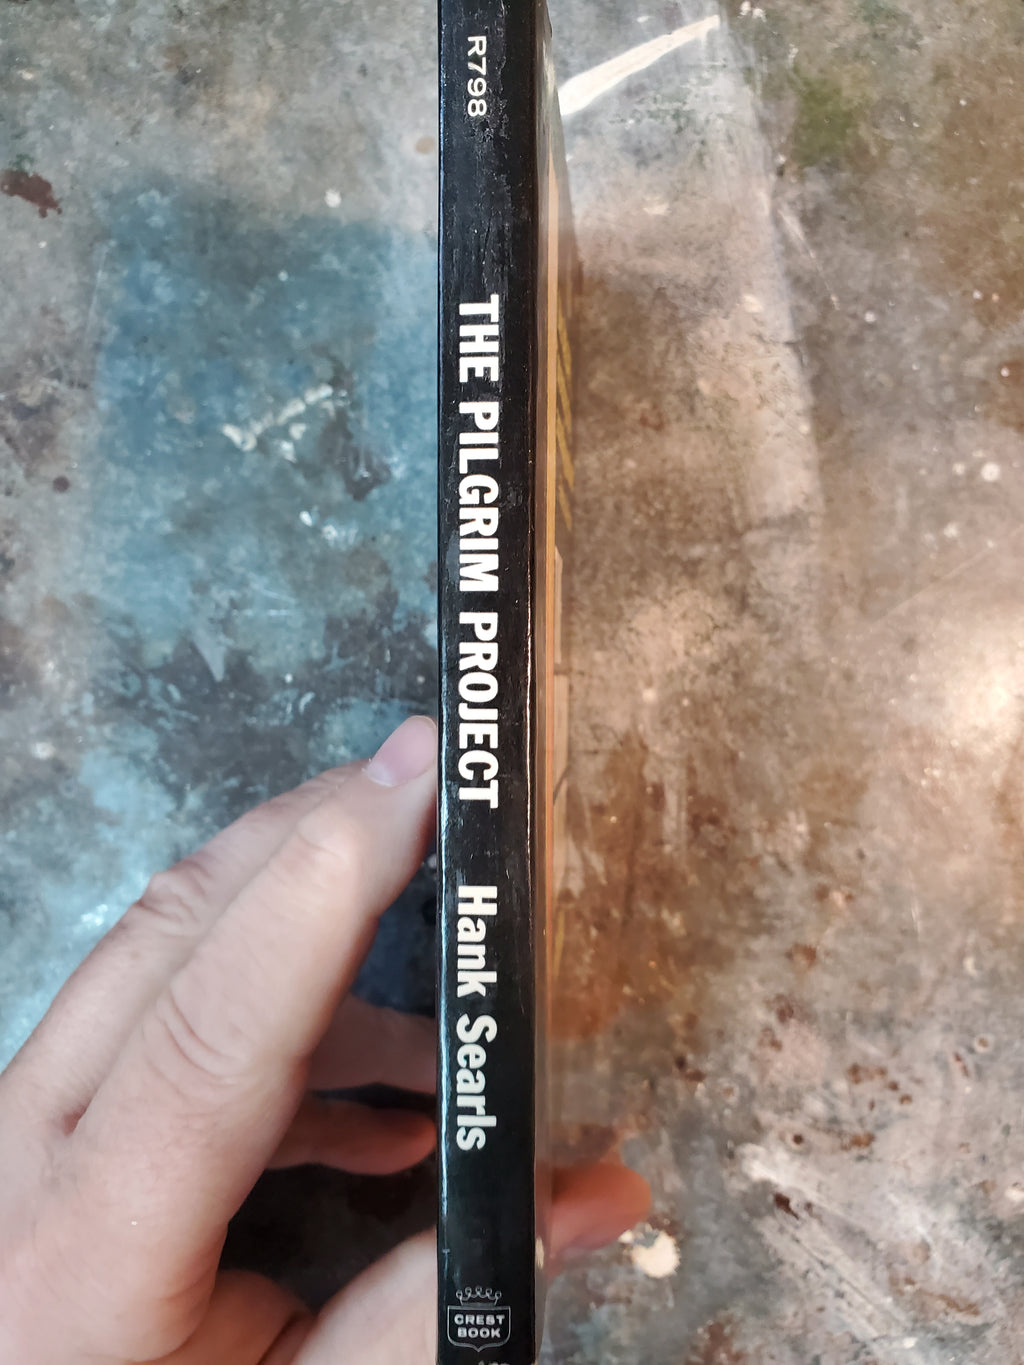 R798
THE PILGRIM PROJECT Hank Searls
CREST
BOOK